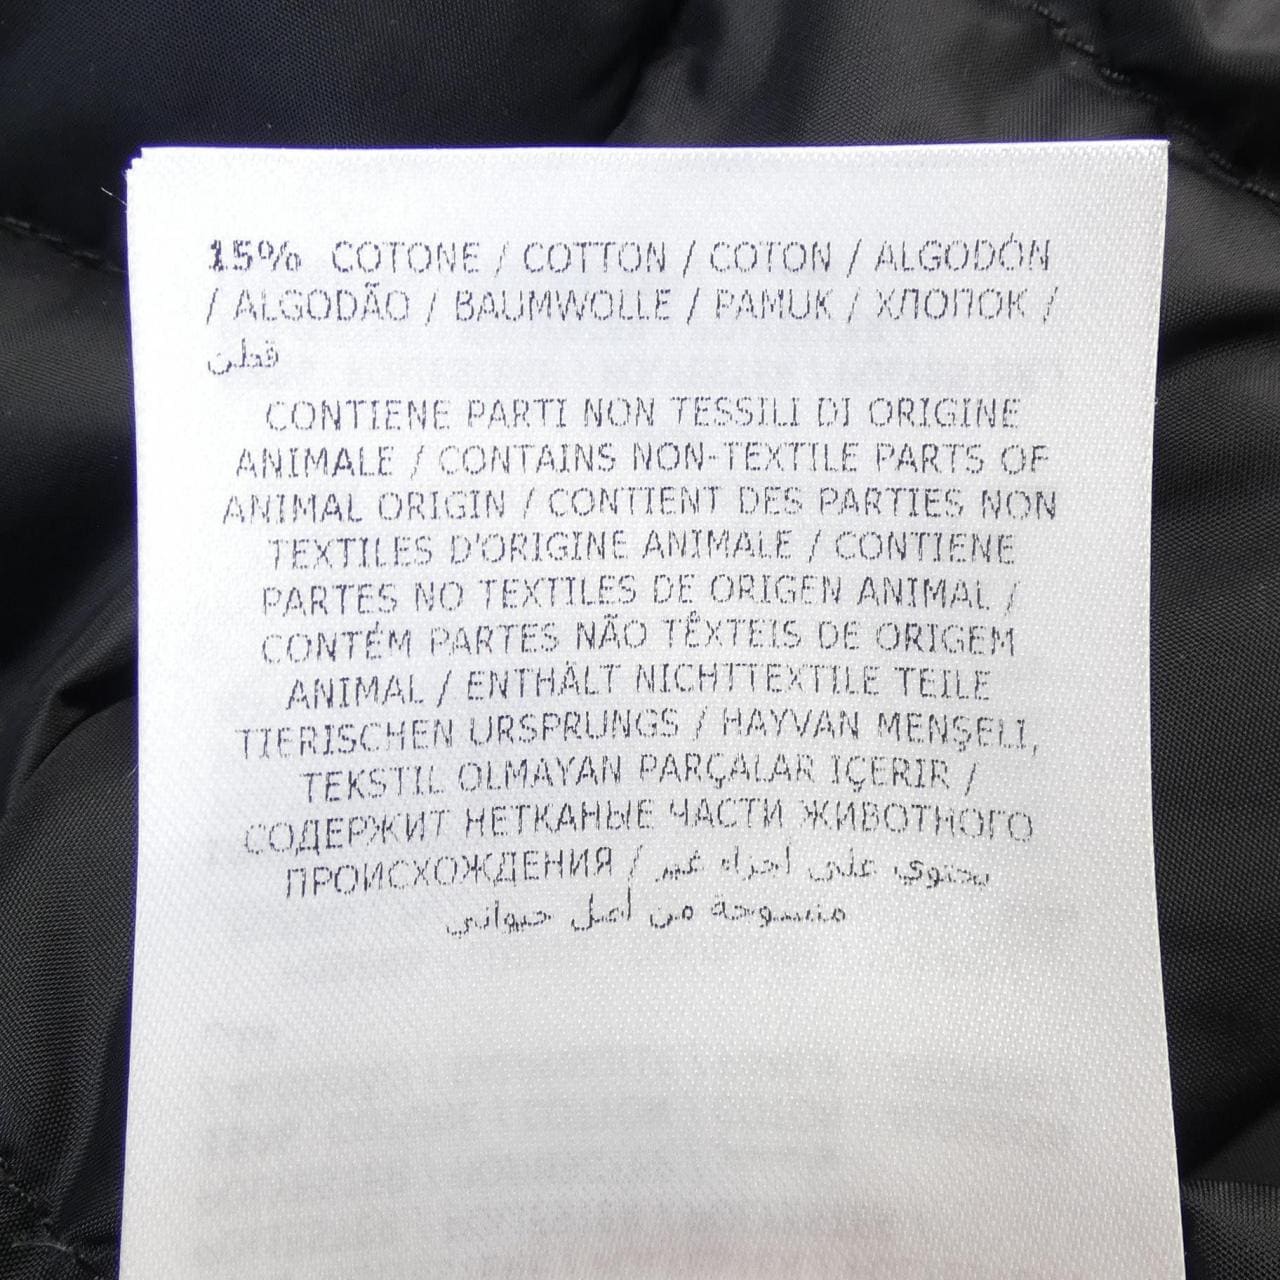 15% COTONE / COTTON / COTON / ALGODÓN
/ ALGODÃO / BAUMWOLLE / PAMUK / ХЛОПОК /
قطن
CONTIENE PARTI NON TESSILI DI ORIGINE
ANIMALE / CONTAINS NON-TEXTILE PARTS OF
ANIMAL ORIGIN / CONTIENT DES PARTIES NON
TEXTILES D'ORIGINE ANIMALE / CONTIENE
PARTES NO TEXTILES DE ORIGEN ANIMAL /
CONTÉM PARTES NÃO TÊXTEIS DE ORIGEM
ANIMAL / ENTHÄLT NICHTTEXTILE TEILE
TIERISCHEN URSPRUNGS / HAYVAN MENŞELI,
TEKSTIL OLMAYAN PARÇALAR IÇERIR /
СОДЕРЖИТ НЕТКАНЫЕ ЧАСТИ ЖИВОТНОГО
ПРОИСХОЖДЕНИЯ / يحتوي على أجزاء غير
منسوجة من أصل حيواني